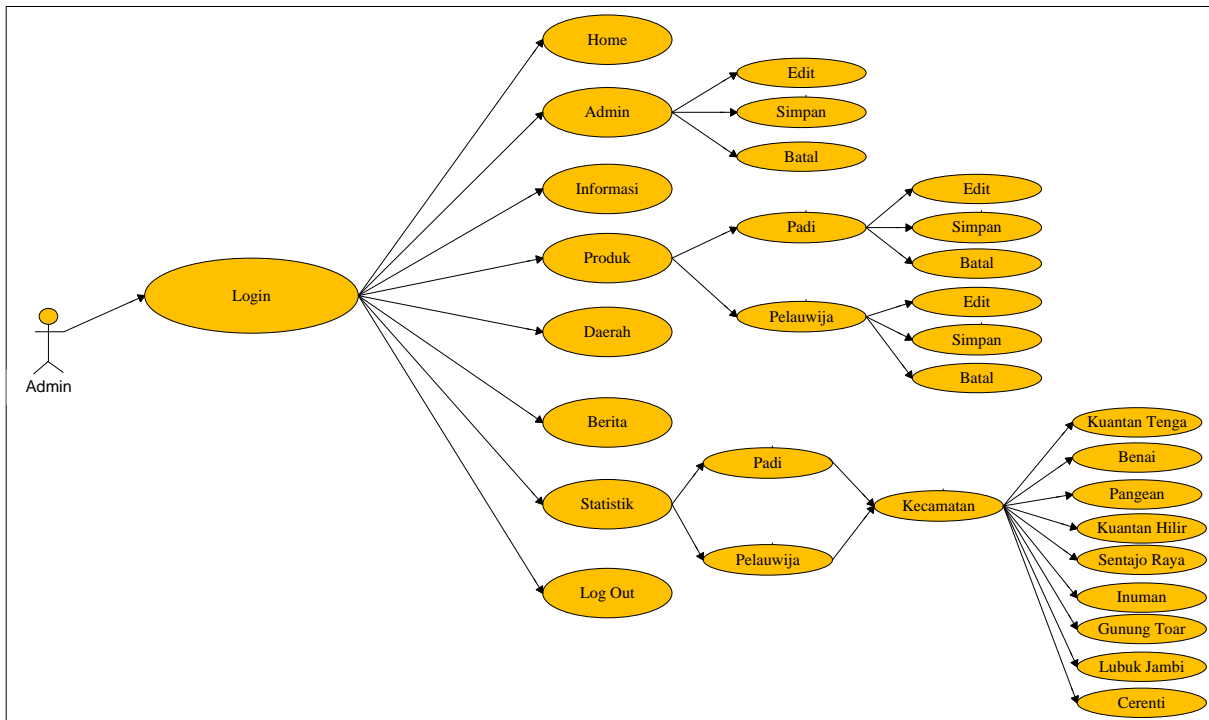 Home
Edit
Admin
Simpan
Batal
Informasi
Edit
Padi
Simpan
Produk
Batal
Login
Edit
Pelauwija
Daerah
Simpan
Admin
Batal
Berita
Kuantan Tenga
Padi
Benai
Statistik
Kecamatan
Pangean
Kuantan Hilir
Pelauwija
Sentajo Raya
Log Out
Inuman
Gunung Toar
Lubuk Jambi
Cerenti